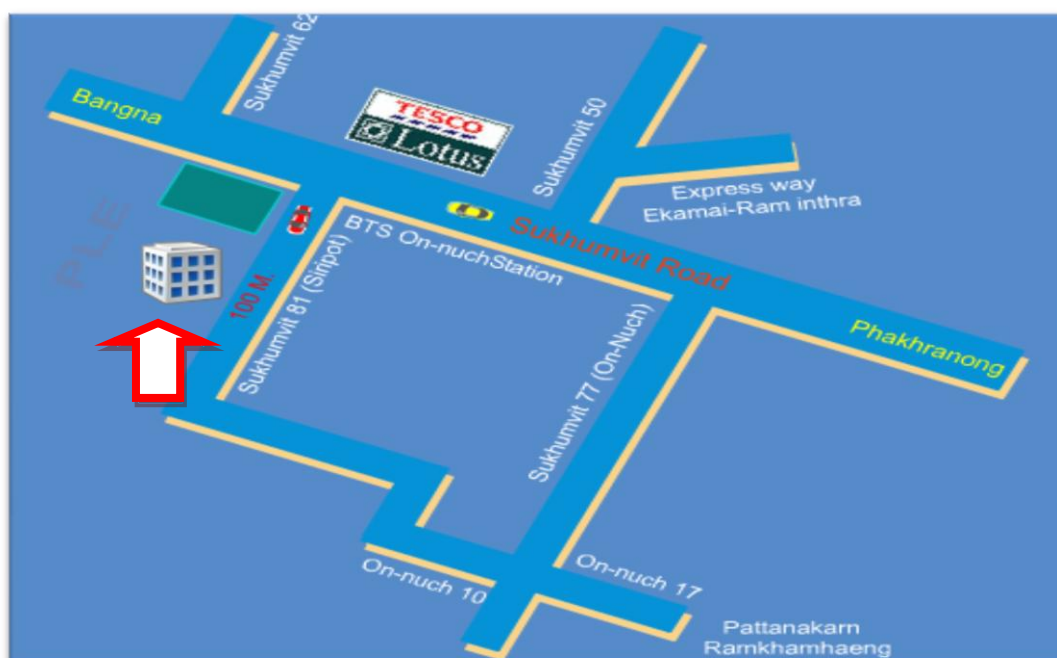 Sukhumvit 62
Bangna
TESCO
Lotus
Sukhumvit 50
Express way
Ekamai-Ram inthra
PLE
BTS On-nuchStation
Sukhumvit Road
100 M.
Sukhumvit 81 (Siripot)
Phakhranong
Sukhumvit 77 (On-Nuch)
On-nuch 10
On-nuch 17
Pattanakarn
Ramkhamhaeng